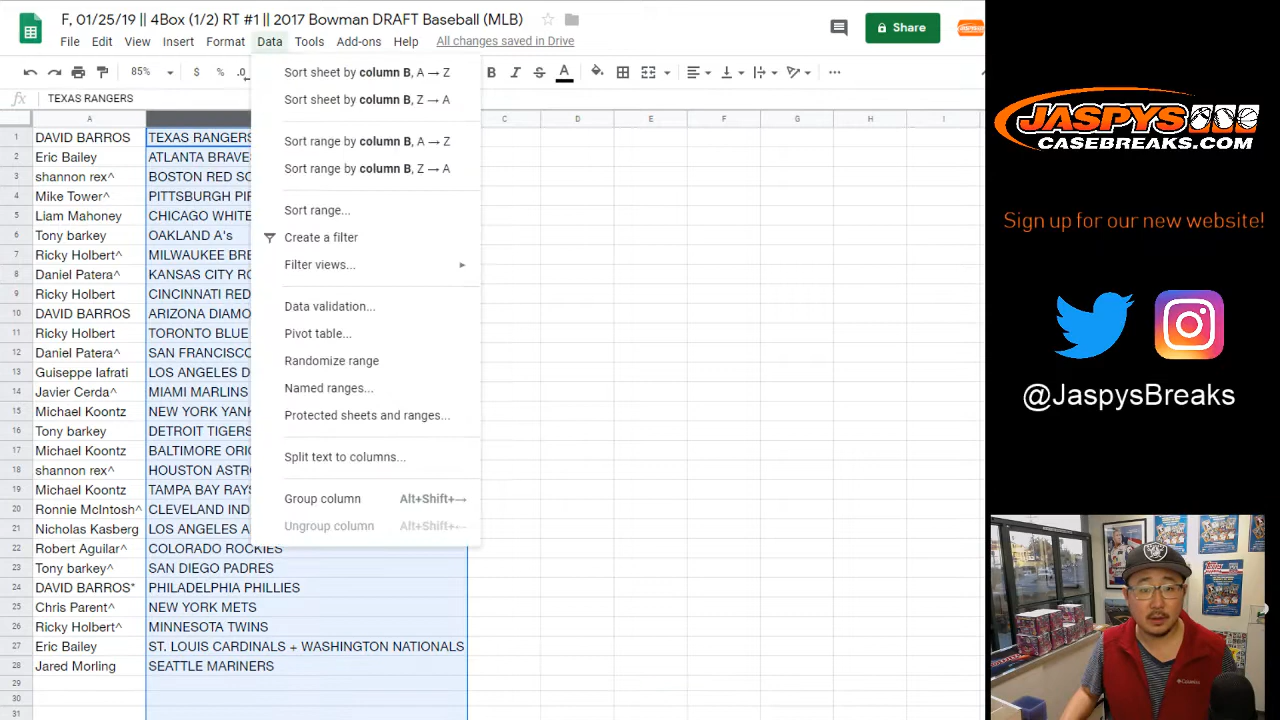 F, 01/25/19 || 4Box (1/2) RT #1 || 2017 Bowman DRAFT Baseball (MLB)
File Edit View Insert Format Data Tools Add-ons Help All changes saved in Drive
Share
85% $ % .0
fx TEXAS RANGERS
A C D E F G H I
1 DAVID BARROS TEXAS RANGERS
2 Eric Bailey ATLANTA BRAVE
3 shannon rex^ BOSTON RED SO
4 Mike Tower^ PITTSBURGH PIR
5 Liam Mahoney CHICAGO WHITE
6 Tony barkey OAKLAND A's
7 Ricky Holbert^ MILWAUKEE BRE
8 Daniel Patera^ KANSAS CITY RO
9 Ricky Holbert CINCINNATI RED
10 DAVID BARROS ARIZONA DIAMO
11 Ricky Holbert TORONTO BLUE
12 Daniel Patera^ SAN FRANCISCO
13 Guiseppe Iafrati LOS ANGELES D
14 Javier Cerda^ MIAMI MARLINS
15 Michael Koontz NEW YORK YANK
16 Tony barkey DETROIT TIGERS
17 Michael Koontz BALTIMORE ORIO
18 shannon rex^ HOUSTON ASTRO
19 Michael Koontz TAMPA BAY RAYS
20 Ronnie McIntosh^ CLEVELAND IND
21 Nicholas Kasberg LOS ANGELES A
22 Robert Aguilar^ COLORADO ROCKIES
23 Tony barkey^ SAN DIEGO PADRES
24 DAVID BARROS* PHILADELPHIA PHILLIES
25 Chris Parent^ NEW YORK METS
26 Ricky Holbert^ MINNESOTA TWINS
27 Eric Bailey ST. LOUIS CARDINALS + WASHINGTON NATIONALS
28 Jared Morling SEATTLE MARINERS
29
30
31
Sort sheet by column B, A → Z
Sort sheet by column B, Z → A
Sort range by column B, A → Z
Sort range by column B, Z → A
Sort range...
Create a filter
Filter views...
Data validation...
Pivot table...
Randomize range
Named ranges...
Protected sheets and ranges...
Split text to columns...
Group column Alt+Shift+→
Ungroup column Alt+Shift+←
JASPYS
CASEBREAKS.COM
Sign up for our new website!
@JaspysBreaks
Columbia